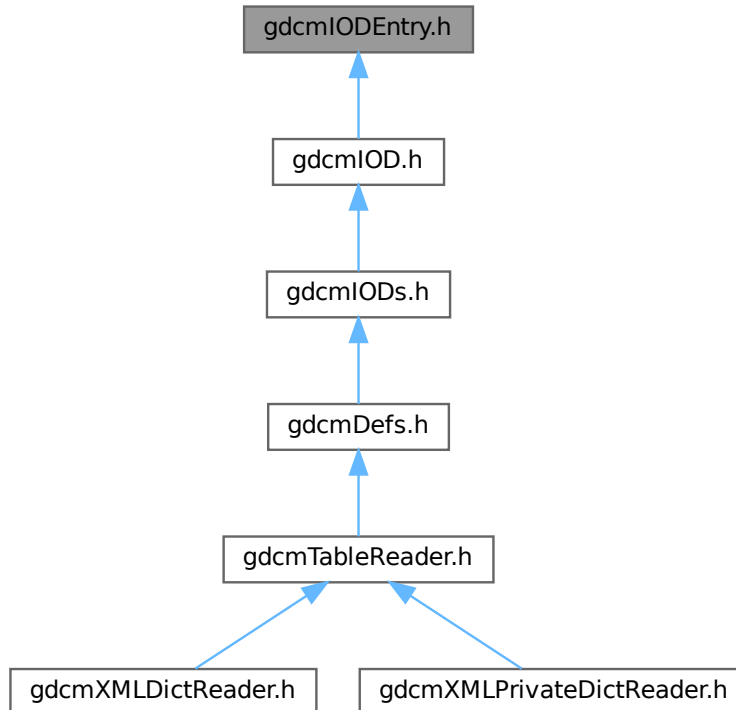 gdcmIODEntry.h
gdcmIOD.h
gdcmIODs.h
gdcmDefs.h
gdcmTableReader.h
gdcmXMLDictReader.h
gdcmXMLPrivateDictReader.h